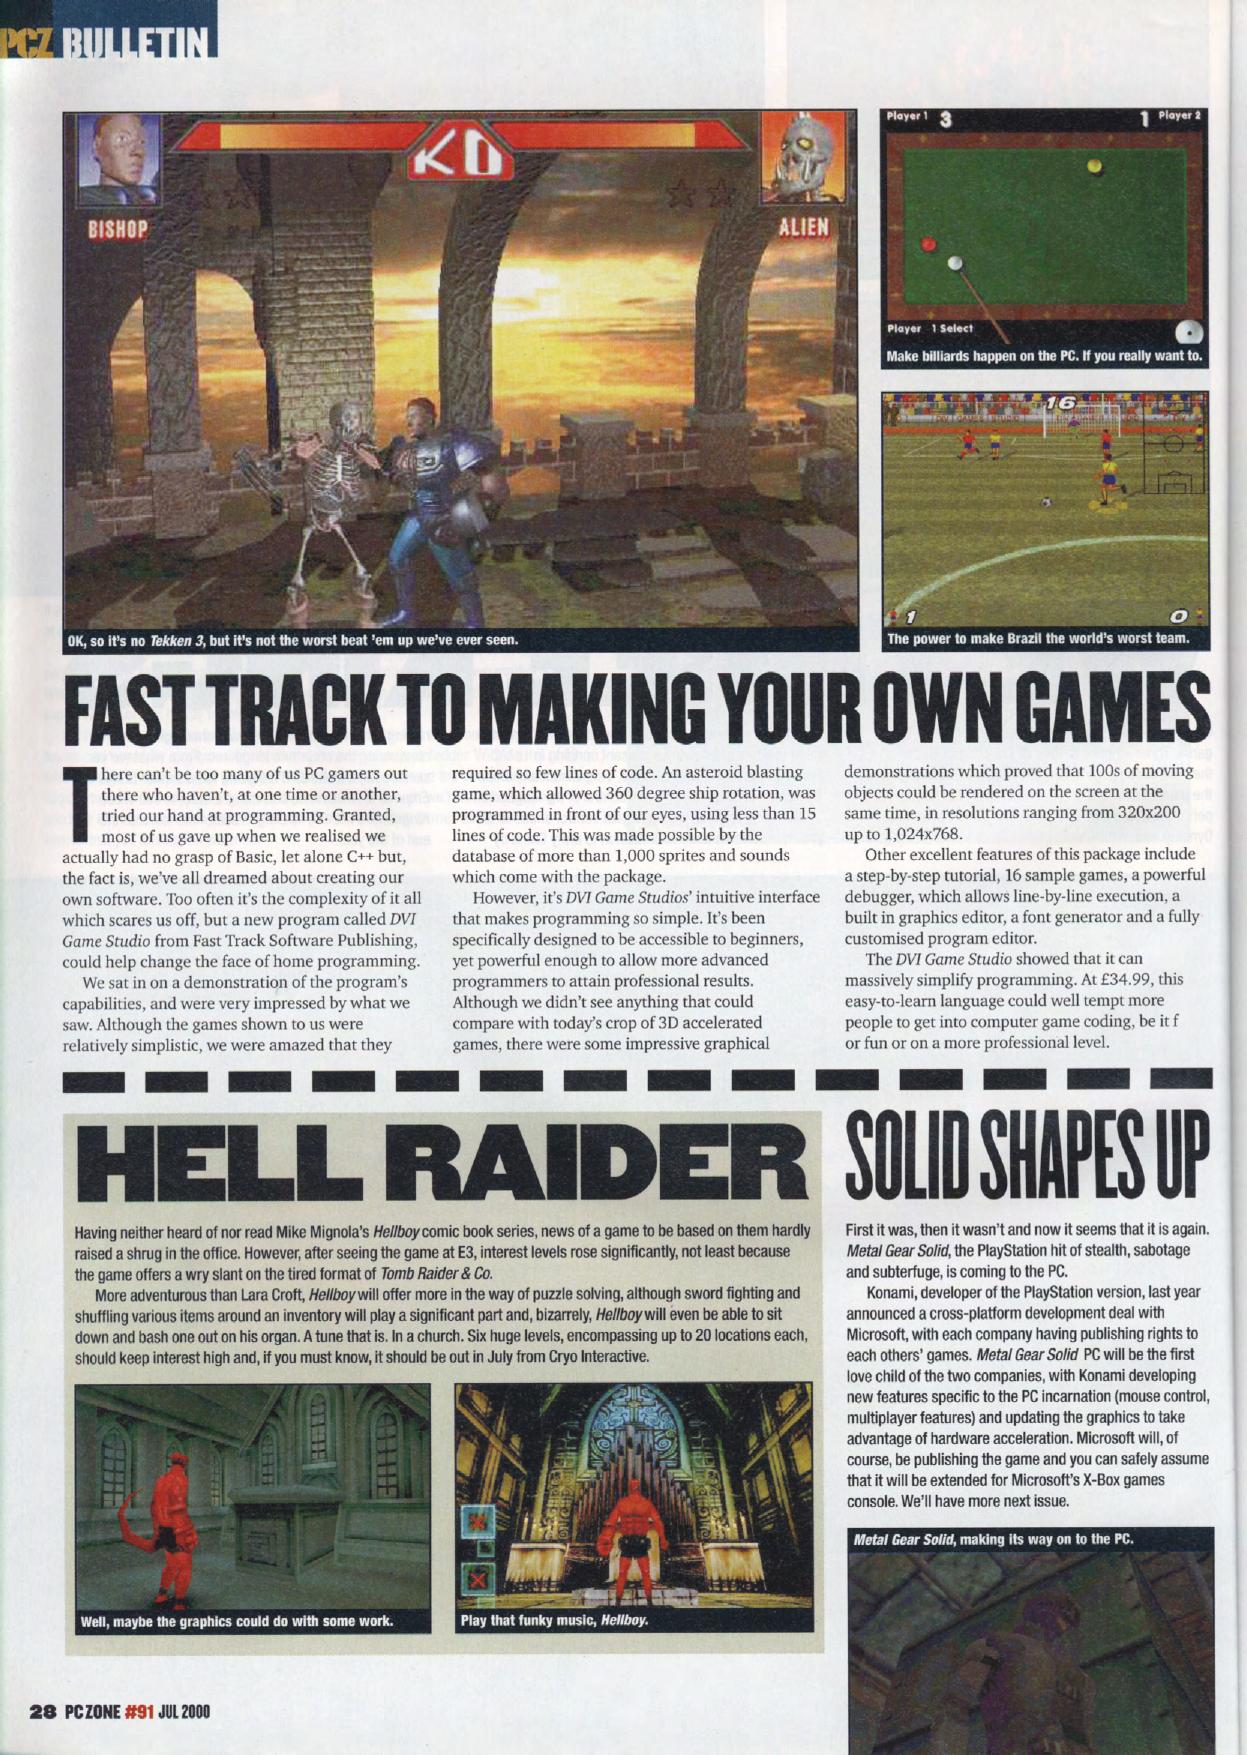 PCZ BULLETIN
BISHOP
KO
ALIEN
OK, so it's no Tekken 3, but it's not the worst beat 'em up we've ever seen.
Player 1 3
1 Player 2
Player 1 Select
Make billiards happen on the PC. If you really want to.
16
1
0
The power to make Brazil the world's worst team.
FAST TRACK TO MAKING YOUR OWN GAMES
There can't be too many of us PC gamers out
there who haven't, at one time or another,
tried our hand at programming. Granted,
most of us gave up when we realised we
actually had no grasp of Basic, let alone C++ but,
the fact is, we've all dreamed about creating our
own software. Too often it's the complexity of it all
which scares us off, but a new program called DVI
Game Studio from Fast Track Software Publishing,
could help change the face of home programming.
We sat in on a demonstration of the program's
capabilities, and were very impressed by what we
saw. Although the games shown to us were
relatively simplistic, we were amazed that they
required so few lines of code. An asteroid blasting
game, which allowed 360 degree ship rotation, was
programmed in front of our eyes, using less than 15
lines of code. This was made possible by the
database of more than 1,000 sprites and sounds
which come with the package.
However, it's DVI Game Studios' intuitive interface
that makes programming so simple. It's been
specifically designed to be accessible to beginners,
yet powerful enough to allow more advanced
programmers to attain professional results.
Although we didn't see anything that could
compare with today's crop of 3D accelerated
games, there were some impressive graphical
demonstrations which proved that 100s of moving
objects could be rendered on the screen at the
same time, in resolutions ranging from 320x200
up to 1,024x768.
Other excellent features of this package include
a step-by-step tutorial, 16 sample games, a powerful
debugger, which allows line-by-line execution, a
built in graphics editor, a font generator and a fully
customised program editor.
The DVI Game Studio showed that it can
massively simplify programming. At £34.99, this
easy-to-learn language could well tempt more
people to get into computer game coding, be it f
or fun or on a more professional level.
HELL RAIDER
Having neither heard of nor read Mike Mignola's Hellboy comic book series, news of a game to be based on them hardly
raised a shrug in the office. However, after seeing the game at E3, interest levels rose significantly, not least because
the game offers a wry slant on the tired format of Tomb Raider & Co.
More adventurous than Lara Croft, Hellboy will offer more in the way of puzzle solving, although sword fighting and
shuffling various items around an inventory will play a significant part and, bizarrely, Hellboy will even be able to sit
down and bash one out on his organ. A tune that is. In a church. Six huge levels, encompassing up to 20 locations each,
should keep interest high and, if you must know, it should be out in July from Cryo Interactive.
Well, maybe the graphics could do with some work.
Play that funky music, Hellboy.
SOLID SHAPES UP
First it was, then it wasn't and now it seems that it is again.
Metal Gear Solid, the PlayStation hit of stealth, sabotage
and subterfuge, is coming to the PC.
Konami, developer of the PlayStation version, last year
announced a cross-platform development deal with
Microsoft, with each company having publishing rights to
each others' games. Metal Gear Solid PC will be the first
love child of the two companies, with Konami developing
new features specific to the PC incarnation (mouse control,
multiplayer features) and updating the graphics to take
advantage of hardware acceleration. Microsoft will, of
course, be publishing the game and you can safely assume
that it will be extended for Microsoft's X-Box games
console. We'll have more next issue.
Metal Gear Solid, making its way on to the PC.
28 PC ZONE #91 JUL 2000